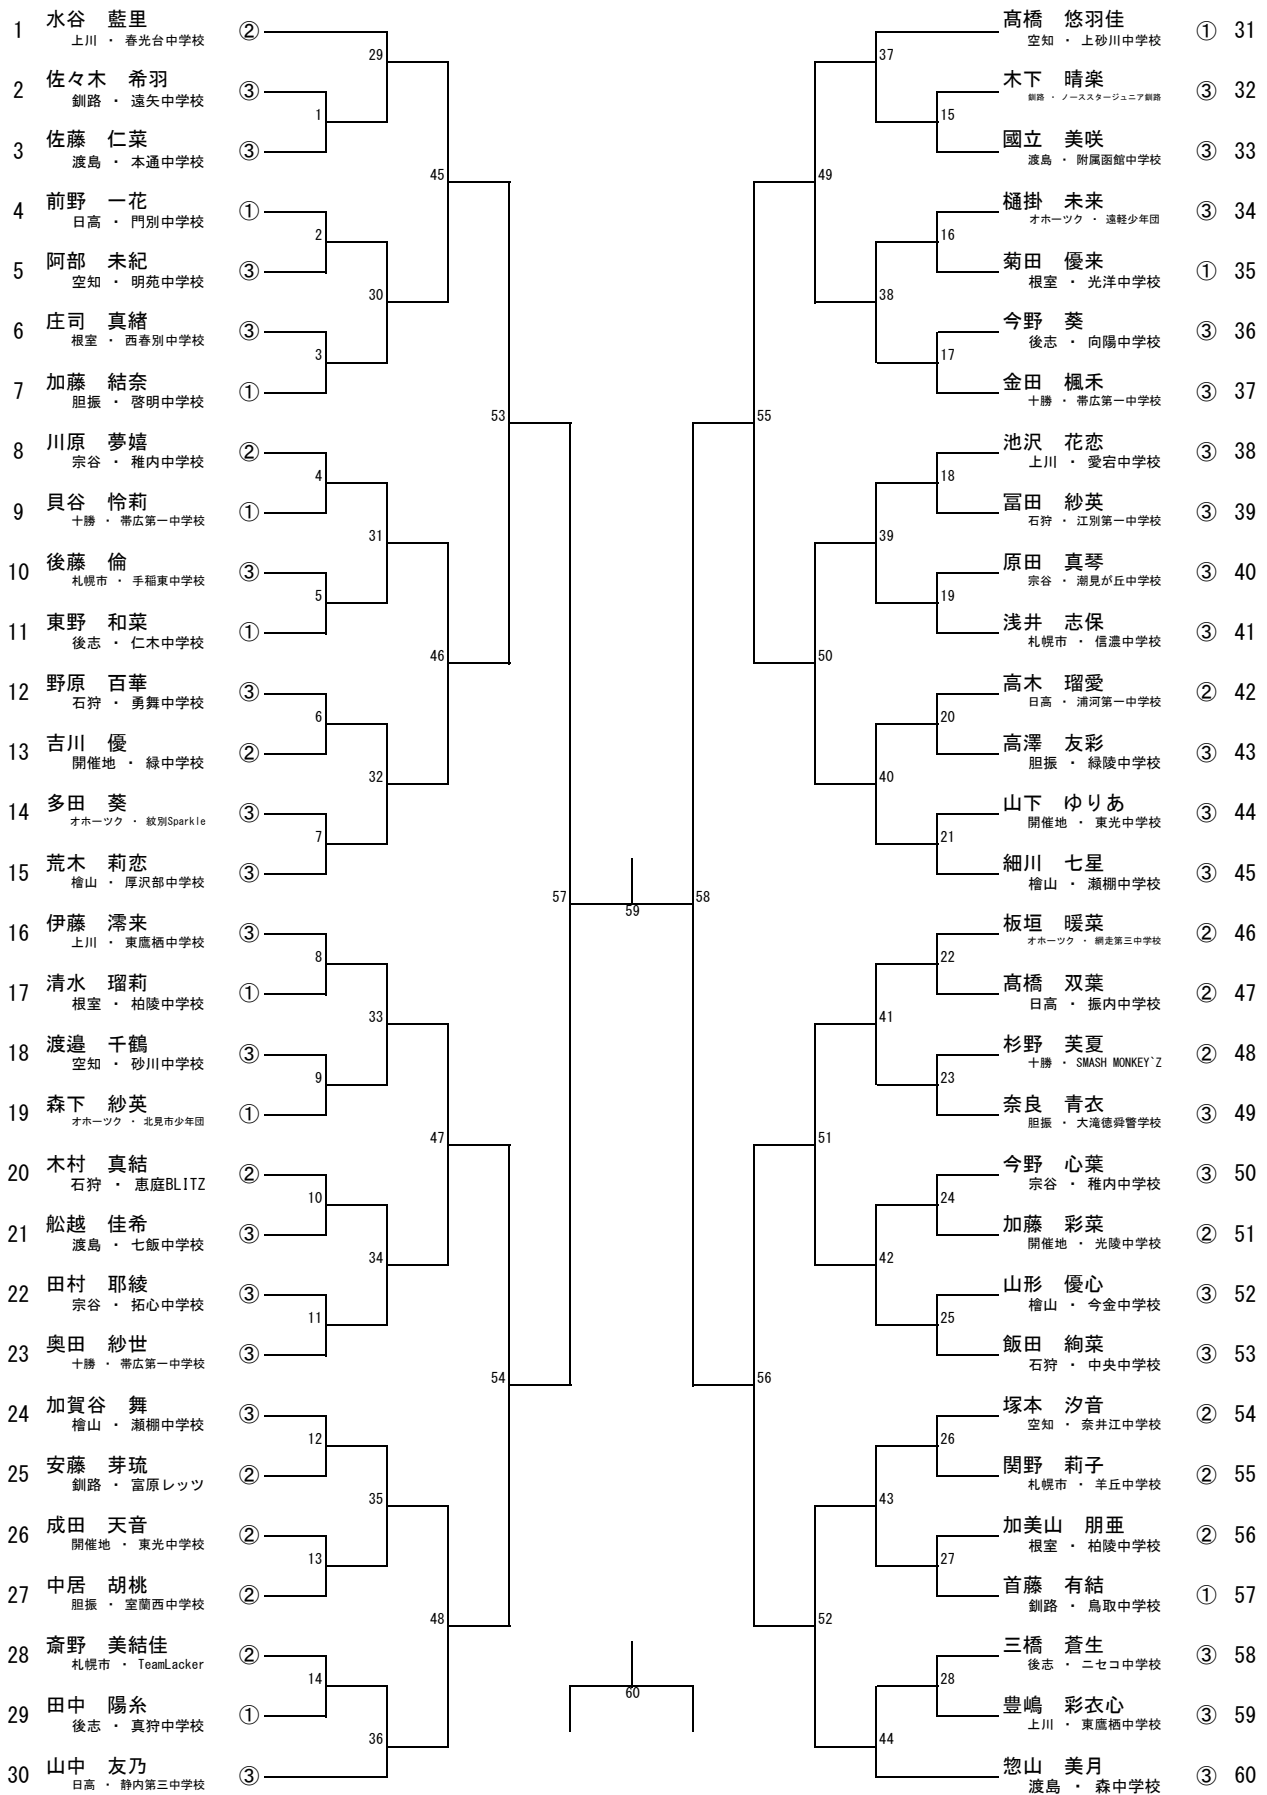 1 水谷　藍里 ②
上川 ・ 春光台中学校
2 佐々木　希羽 ③
釧路 ・ 遠矢中学校
3 佐藤　仁菜 ③
渡島 ・ 本通中学校
4 前野　一花 ①
日高 ・ 門別中学校
5 阿部　未紀 ③
空知 ・ 明苑中学校
6 庄司　真緒 ③
根室 ・ 西春別中学校
7 加藤　結奈 ①
胆振 ・ 啓明中学校
8 川原　夢嬉 ②
宗谷 ・ 稚内中学校
9 貝谷　怜莉 ①
十勝 ・ 帯広第一中学校
10 後藤　倫 ③
札幌市 ・ 手稲東中学校
11 東野　和菜 ①
後志 ・ 仁木中学校
12 野原　百華 ③
石狩 ・ 勇舞中学校
13 吉川　優 ②
開催地 ・ 緑中学校
14 多田　葵 ③
オホーツク ・ 紋別Sparkle
15 荒木　莉恋 ③
檜山 ・ 厚沢部中学校
16 伊藤　澪来 ③
上川 ・ 東鷹栖中学校
17 清水　瑠莉 ①
根室 ・ 柏陵中学校
18 渡邉　千鶴 ③
空知 ・ 砂川中学校
19 森下　紗英 ①
オホーツク ・ 北見市少年団
20 木村　真結 ②
石狩 ・ 恵庭BLITZ
21 舩越　佳希 ③
渡島 ・ 七飯中学校
22 田村　耶綾 ③
宗谷 ・ 拓心中学校
23 奥田　紗世 ③
十勝 ・ 帯広第一中学校
24 加賀谷　舞 ③
檜山 ・ 瀬棚中学校
25 安藤　芽琉 ②
釧路 ・ 富原レッツ
26 成田　天音 ②
開催地 ・ 東光中学校
27 中居　胡桃 ②
胆振 ・ 室蘭西中学校
28 斎野　美結佳 ②
札幌市 ・ TeamLacker
29 田中　陽糸 ①
後志 ・ 真狩中学校
30 山中　友乃 ③
日高 ・ 静内第三中学校
29
1
45
2
30
3
53
4
31
5
46
6
32
7
57
8
33
9
47
10
34
11
54
12
35
13
48
14
36
59
60
37
15
49
16
38
17
55
18
39
19
50
20
40
21
58
22
41
23
51
24
42
25
56
26
43
27
52
28
44
髙橋　悠羽佳 ① 31
空知 ・ 上砂川中学校
木下　晴楽 ③ 32
釧路 ・ ノーススタージュニア釧路
國立　美咲 ③ 33
渡島 ・ 附属函館中学校
樋掛　未来 ③ 34
オホーツク ・ 遠軽少年団
菊田　優来 ① 35
根室 ・ 光洋中学校
今野　葵 ③ 36
後志 ・ 向陽中学校
金田　楓禾 ③ 37
十勝 ・ 帯広第一中学校
池沢　花恋 ③ 38
上川 ・ 愛宕中学校
冨田　紗英 ③ 39
石狩 ・ 江別第一中学校
原田　真琴 ③ 40
宗谷 ・ 潮見が丘中学校
浅井　志保 ③ 41
札幌市 ・ 信濃中学校
高木　瑠愛 ② 42
日高 ・ 浦河第一中学校
高澤　友彩 ③ 43
胆振 ・ 緑陵中学校
山下　ゆりあ ③ 44
開催地 ・ 東光中学校
細川　七星 ③ 45
檜山 ・ 瀬棚中学校
板垣　暖菜 ② 46
オホーツク ・ 網走第三中学校
髙橋　双葉 ② 47
日高 ・ 振内中学校
杉野　芙夏 ② 48
十勝 ・ SMASH MONKEY`Z
奈良　青衣 ③ 49
胆振 ・ 大滝徳舜瞥学校
今野　心葉 ③ 50
宗谷 ・ 稚内中学校
加藤　彩菜 ② 51
開催地 ・ 光陵中学校
山形　優心 ③ 52
檜山 ・ 今金中学校
飯田　絢菜 ③ 53
石狩 ・ 中央中学校
塚本　汐音 ② 54
空知 ・ 奈井江中学校
関野　莉子 ② 55
札幌市 ・ 羊丘中学校
加美山　朋亜 ② 56
根室 ・ 柏陵中学校
首藤　有結 ① 57
釧路 ・ 鳥取中学校
三橋　蒼生 ③ 58
後志 ・ ニセコ中学校
豊嶋　彩衣心 ③ 59
上川 ・ 東鷹栖中学校
惣山　美月 ③ 60
渡島 ・ 森中学校